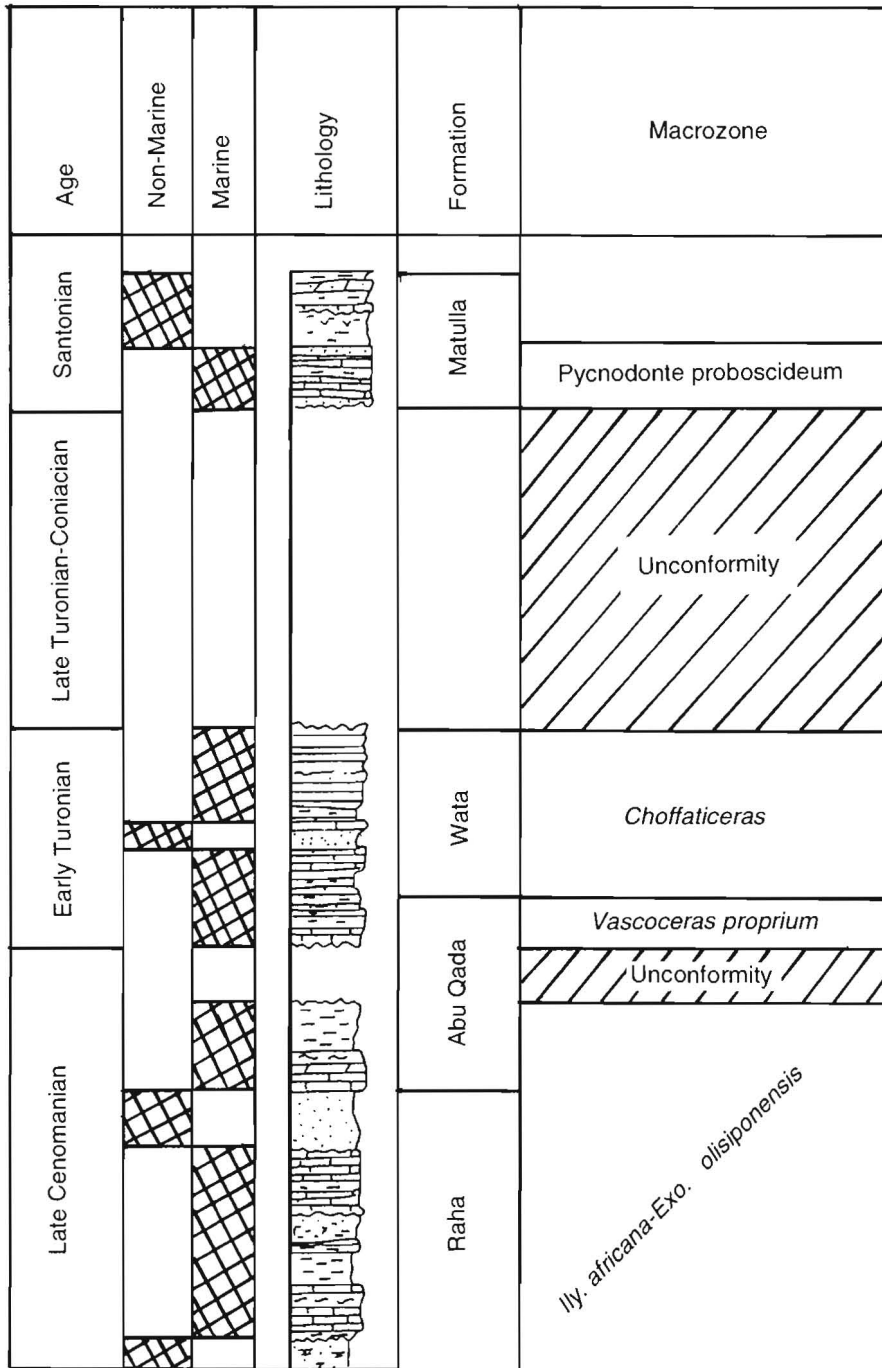 Age
Non-Marine
Marine
Lithology
Formation
Macrozone
Santonian
Matulla
Pycnodonte proboscideum
Late Turonian-Coniacian
Unconformity
Early Turonian
Wata
Choffaticeras
Vascoceras proprium
Late Cenomanian
Abu Qada
Unconformity
Raha
Ily. africana-Exo. olisiponensis